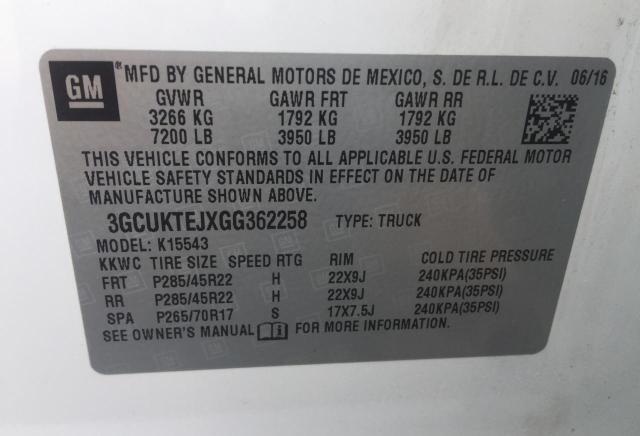 GM ® MFD BY GENERAL MOTORS DE MEXICO, S. DE R.L. DE C.V. 06/16
GVWR GAWR FRT GAWR RR
3266 KG 1792 KG 1792 KG
7200 LB 3950 LB 3950 LB
THIS VEHICLE CONFORMS TO ALL APPLICABLE U.S. FEDERAL MOTOR
VEHICLE SAFETY STANDARDS IN EFFECT ON THE DATE OF
MANUFACTURE SHOWN ABOVE.
3GCUKTEJXGG362258 TYPE: TRUCK
MODEL: K15543
KKWC TIRE SIZE SPEED RTG RIM COLD TIRE PRESSURE
FRT P285/45R22 H 22X9J 240KPA(35PSI)
RR P285/45R22 H 22X9J 240KPA(35PSI)
SPA P265/70R17 S 17X7.5J 240KPA(35PSI)
SEE OWNER'S MANUAL FOR MORE INFORMATION.